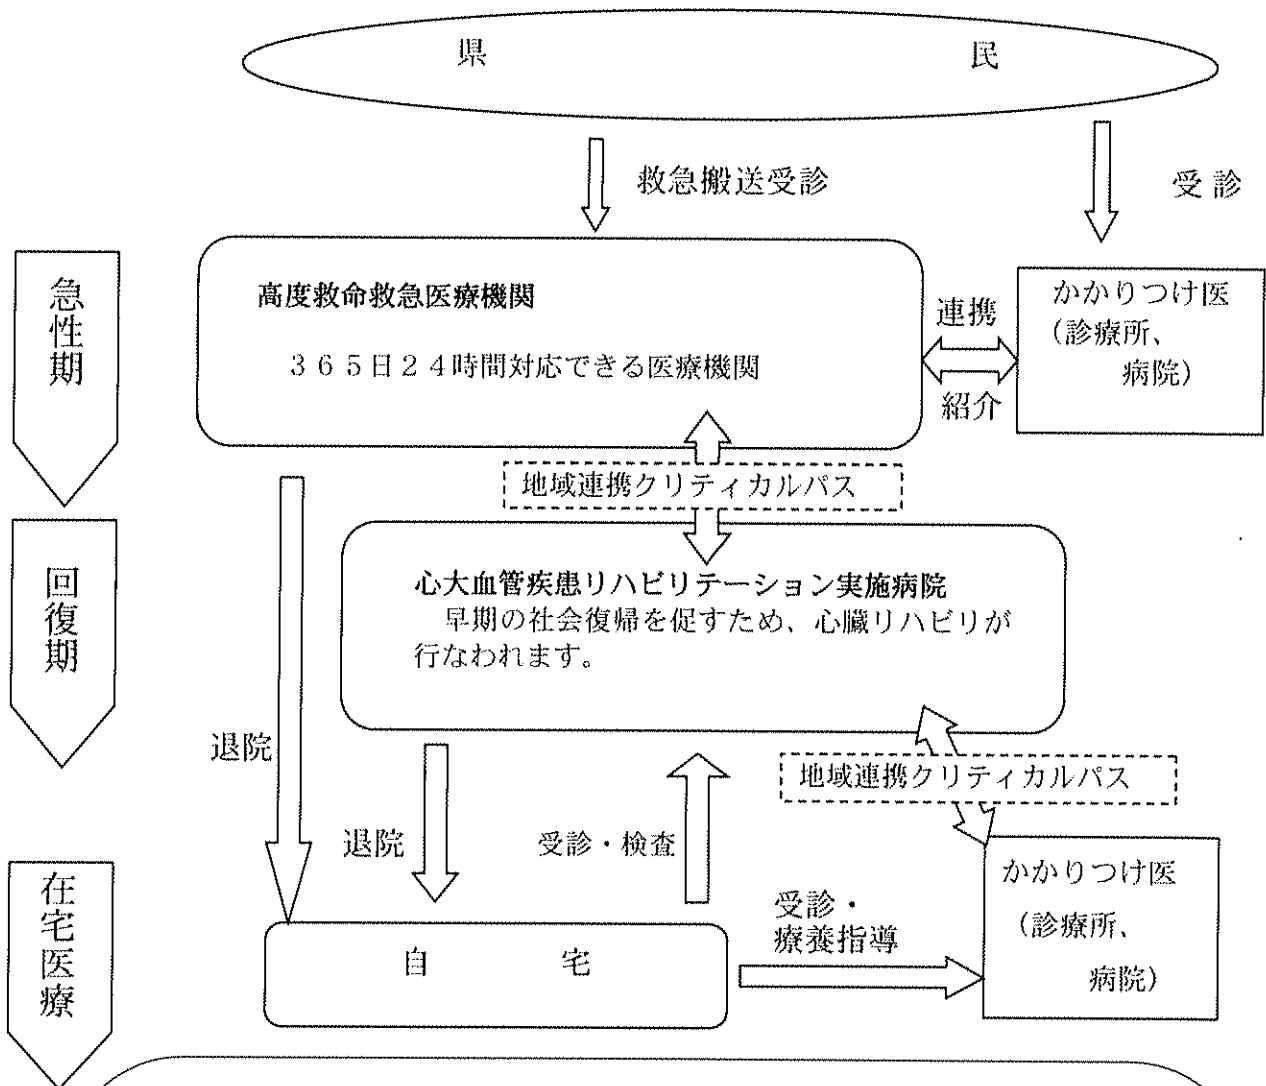 県　民
救急搬送受診
受 診
急性期
高度救命救急医療機関
３６５日２４時間対応できる医療機関
連携
紹介
かかりつけ医
（診療所、
病院）
地域連携クリティカルパス
回復期
心大血管疾患リハビリテーション実施病院
早期の社会復帰を促すため、心臓リハビリが
行なわれます。
退院
地域連携クリティカルパス
退院
受診・検査
在宅医療
自　宅
受診・
療養指導
かかりつけ医
（診療所、
病院）